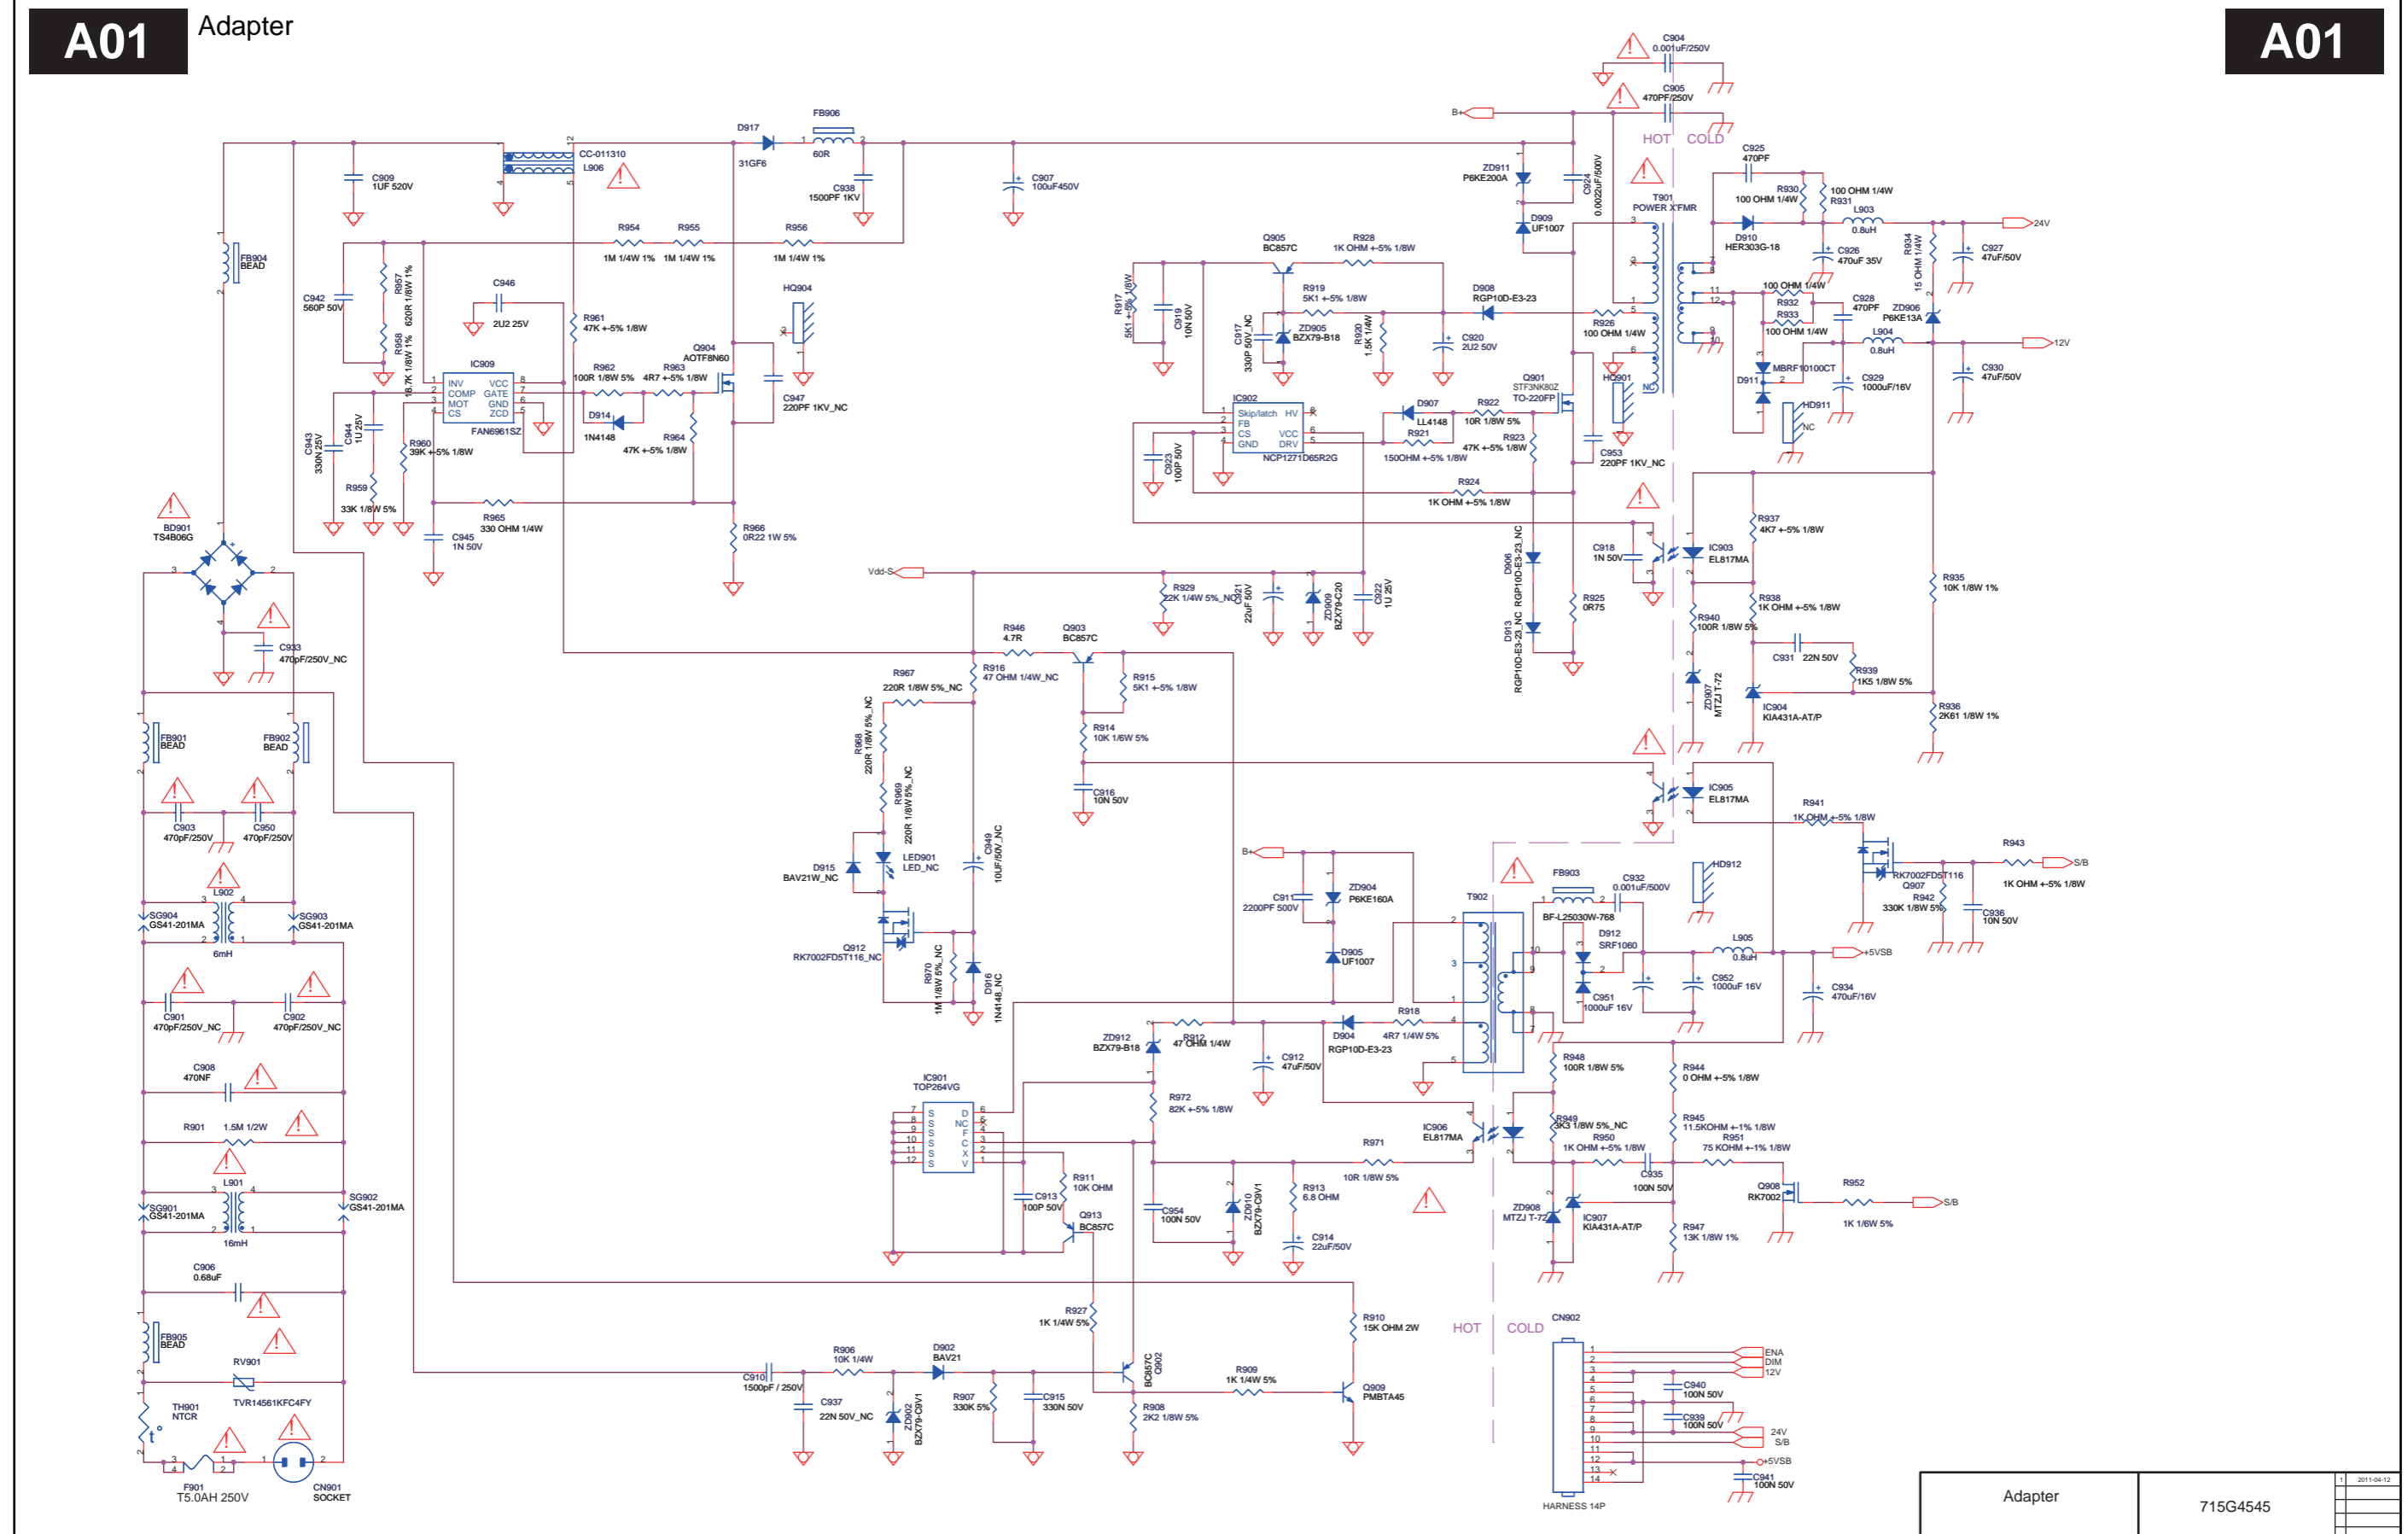 A01
Adapter
A01
C904
0.001uF/250V
C905
470PF/250V
B+
HOT COLD
FB906
60R
D917
31GF6
CC-011310
L906
C909
1UF 520V
C938
1500PF 1KV
C907
100uF450V
ZD911
P6KE200A
C924
0.0022uF/500V
D909
UF1007
T901
POWER X'FMR
C925
470PF
R930
100 OHM 1/4W
100 OHM 1/4W
R931
L903
0.8uH
24V
D910
HER303G-18
C926
470uF 35V
R934
15 OHM 1/4W
C927
47uF/50V
FB904
BEAD
R954
1M 1/4W 1%
R955
1M 1/4W 1%
R956
1M 1/4W 1%
C942
560P 50V
R957
620R 1/8W 1%
R958
18.7K 1/8W 1%
C946
2U2 25V
R961
47K +-5% 1/8W
HQ904
Q905
BC857C
R928
1K OHM +-5% 1/8W
R917
5K1 +-5% 1/8W
C919
10N 50V
R919
5K1 +-5% 1/8W
D908
RGP10D-E3-23
C917
330P 50V_NC
ZD905
BZX79-B18
R920
1.5K 1/4W
C920
2U2 50V
R926
100 OHM 1/4W
100 OHM 1/4W
R932
R933
100 OHM 1/4W
C928
470PF
ZD906
P6KE13A
L904
0.8uH
12V
MBRF10100CT
D911
C929
1000uF/16V
C930
47uF/50V
HD911
NC
IC909
INV
COMP
MOT
CS
VCC
GATE
GND
ZCD
FAN6961SZ
R962
100R 1/8W 5%
R963
4R7 +-5% 1/8W
Q904
AOTF8N60
D914
1N4148
R964
47K +-5% 1/8W
C947
220PF 1KV_NC
C943
330N 25V
C944
1U 25V
R960
39K +-5% 1/8W
R959
33K 1/8W 5%
R965
330 OHM 1/4W
C945
1N 50V
R966
0R22 1W 5%
IC902
Skip/latch
FB
CS
GND
HV
VCC
DRV
NCP1271D65R2G
C923
100P 50V
D907
LL4148
R922
10R 1/8W 5%
R921
150OHM +-5% 1/8W
R923
47K +-5% 1/8W
Q901
STF3NK80Z
TO-220FP
HQ901
NC
C953
220PF 1KV_NC
R924
1K OHM +-5% 1/8W
BD901
TS4B06G
C933
470pF/250V_NC
Vdd-S
R929
22K 1/4W 5%_NC
C921
22uF 50V
ZD909
BZX79-C20
C922
1U 25V
D906
RGP10D-E3-23_NC
D913
RGP10D-E3-23_NC
R925
0R75
C918
1N 50V
IC903
EL817MA
R937
4K7 +-5% 1/8W
R938
1K OHM +-5% 1/8W
R940
100R 1/8W 5%
C931
22N 50V
R939
1K5 1/8W 5%
ZD907
MTZJ T-72
IC904
KIA431A-AT/P
R935
10K 1/8W 1%
R936
2K61 1/8W 1%
R946
4.7R
Q903
BC857C
R916
47 OHM 1/4W_NC
R915
5K1 +-5% 1/8W
R914
10K 1/6W 5%
C916
10N 50V
R967
220R 1/8W 5%_NC
R968
220R 1/8W 5%_NC
R969
220R 1/8W 5%_NC
D915
BAV21W_NC
LED901
LED_NC
C949
10UF/50V_NC
Q912
RK7002FD5T116_NC
R970
1M 1/8W 5%_NC
D916
1N4148_NC
FB901
BEAD
FB902
BEAD
C903
470pF/250V
C950
470pF/250V
L902
6mH
SG904
GS41-201MA
SG903
GS41-201MA
C901
470pF/250V_NC
C902
470pF/250V_NC
C908
470NF
R901
1.5M 1/2W
L901
16mH
SG901
GS41-201MA
SG902
GS41-201MA
C906
0.68uF
FB905
BEAD
RV901
TVR14561KFC4FY
TH901
NTCR
t°
F901
T5.0AH 250V
CN901
SOCKET
IC905
EL817MA
R941
1K OHM +-5% 1/8W
RK7002FD5T116
Q907
R942
330K 1/8W 5%
C936
10N 50V
R943
1K OHM +-5% 1/8W
S/B
B+
C911
2200PF 500V
ZD904
P6KE160A
D905
UF1007
T902
FB903
BF-L25030W-768
C932
0.001uF/500V
HD912
D912
SRF1060
C951
1000uF 16V
C952
1000uF 16V
L905
0.8uH
+5VSB
C934
470uF/16V
ZD912
BZX79-B18
R912
47 OHM 1/4W
C912
47uF/50V
D904
RGP10D-E3-23
R918
4R7 1/4W 5%
R972
82K +-5% 1/8W
IC901
TOP264VG
S
S
S
S
S
S
D
NC
F
C
X
V
R911
10K OHM
C913
100P 50V
Q913
BC857C
C954
100N 50V
ZD910
BZX79-C9V1
R913
6.8 OHM
C914
22uF/50V
R971
10R 1/8W 5%
IC906
EL817MA
R948
100R 1/8W 5%
R949
3K3 1/8W 5%_NC
R944
0 OHM +-5% 1/8W
R945
11.5KOHM +-1% 1/8W
R950
1K OHM +-5% 1/8W
R951
75 KOHM +-1% 1/8W
C935
100N 50V
ZD908
MTZJ T-72
IC907
KIA431A-AT/P
R947
13K 1/8W 1%
Q908
RK7002
R952
1K 1/6W 5%
S/B
R927
1K 1/4W 5%
R910
15K OHM 2W
C910
1500pF / 250V
R906
10K 1/4W
D902
BAV21
C937
22N 50V_NC
ZD902
BZX79-C9V1
R907
330K 5%
C915
330N 50V
Q902
BC857C
R908
2K2 1/8W 5%
R909
1K 1/4W 5%
Q909
PMBTA45
HOT COLD
CN902
1
2
3
4
5
6
7
8
9
10
11
12
13
14
HARNESS 14P
ENA
DIM
12V
C940
100N 50V
C939
100N 50V
24V
S/B
+5VSB
C941
100N 50V
Adapter
715G4545
1 2011-04-12